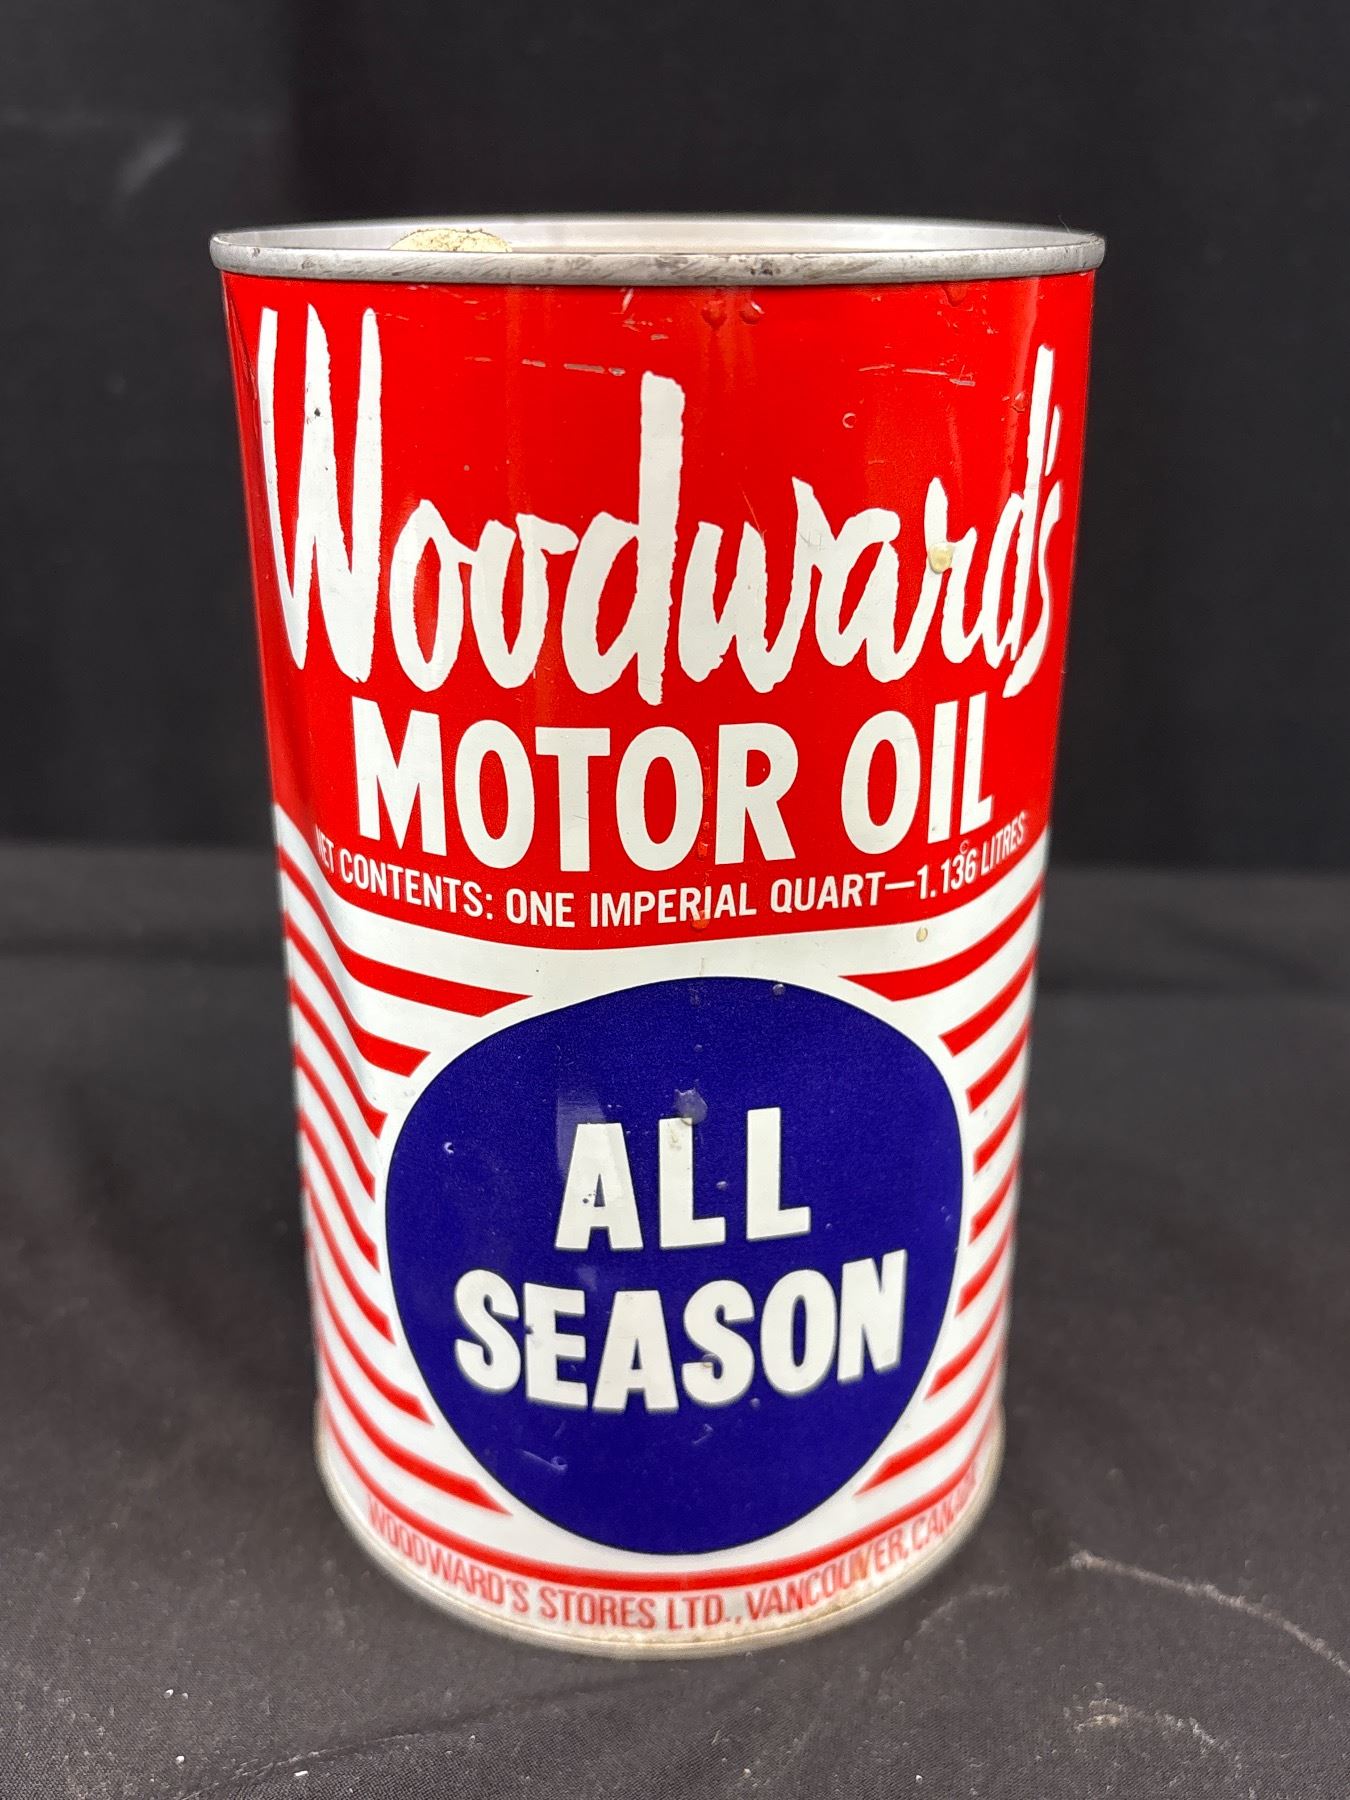 Woodward's
MOTOR OIL
NET CONTENTS: ONE IMPERIAL QUART—1.136 LITRES
ALL
SEASON
WOODWARD'S STORES LTD., VANCOUVER, CANADA